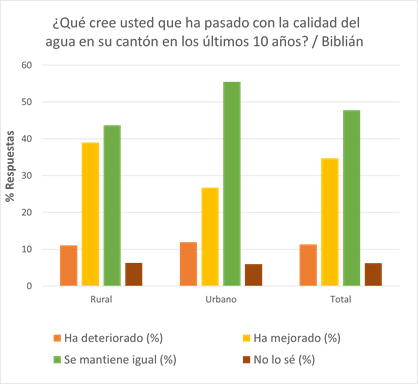 ¿Qué cree usted que ha pasado con la calidad del
agua en su cantón en los últimos 10 años? / Biblián
60
50
40
30
20
10
0
% Respuestas
Rural
Urbano
Total
Ha deteriorado (%)
Ha mejorado (%)
Se mantiene igual (%)
No lo sé (%)